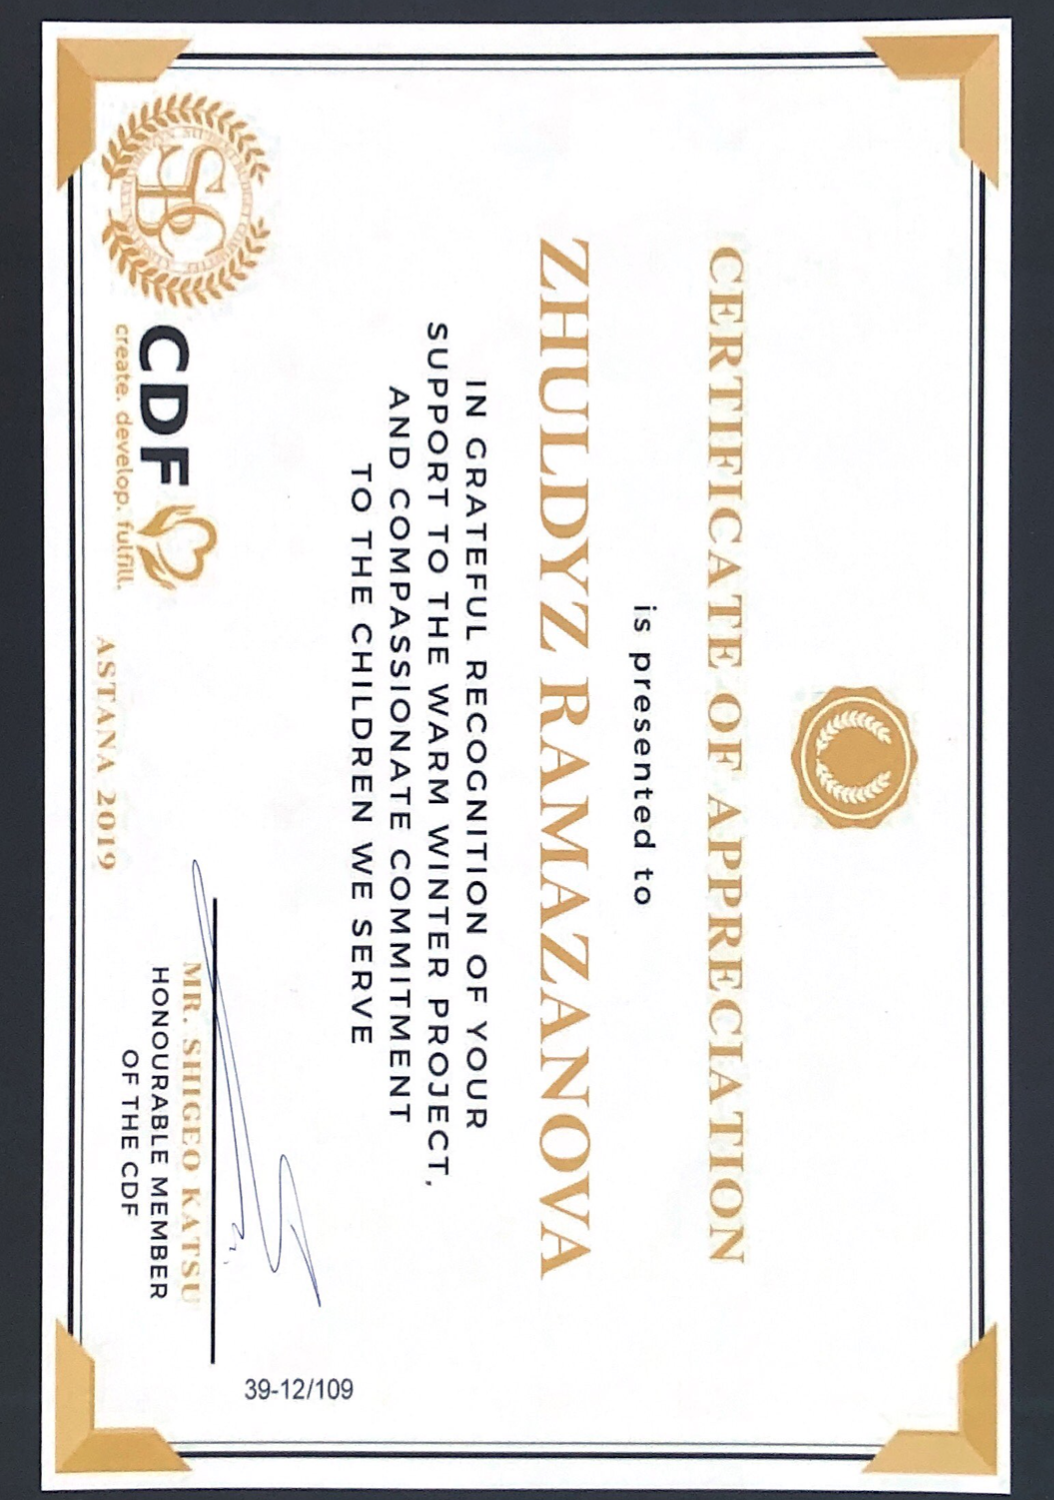 CERTIFICATE OF APPRECIATION
is presented to
ZHULDYZ RAMAZANOVA
IN GRATEFUL RECOGNITION OF YOUR
SUPPORT TO THE WARM WINTER PROJECT,
AND COMPASSIONATE COMMITMENT
TO THE CHILDREN WE SERVE
SBC
CDF
create. develop. fulfill.
ASTANA 2019
MR. SHIGEO KATSU
HONOURABLE MEMBER
OF THE CDF
39-12/109